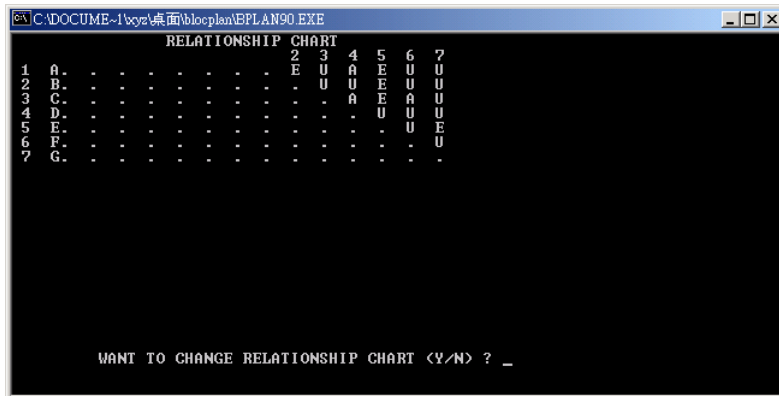 C:\DOCUME~1\xyz\桌面\blocplan\BPLAN90.EXE
RELATIONSHIP CHART
2 3 4 5 6 7
1 A. . . . . . . . . E U A E U U
2 B. . . . . . . . . . U U E U U
3 C. . . . . . . . . . . A E A U
4 D. . . . . . . . . . . . U U U
5 E. . . . . . . . . . . . . U E
6 F. . . . . . . . . . . . . . U
7 G. . . . . . . . . . . . . . .
WANT TO CHANGE RELATIONSHIP CHART (Y/N) ? _